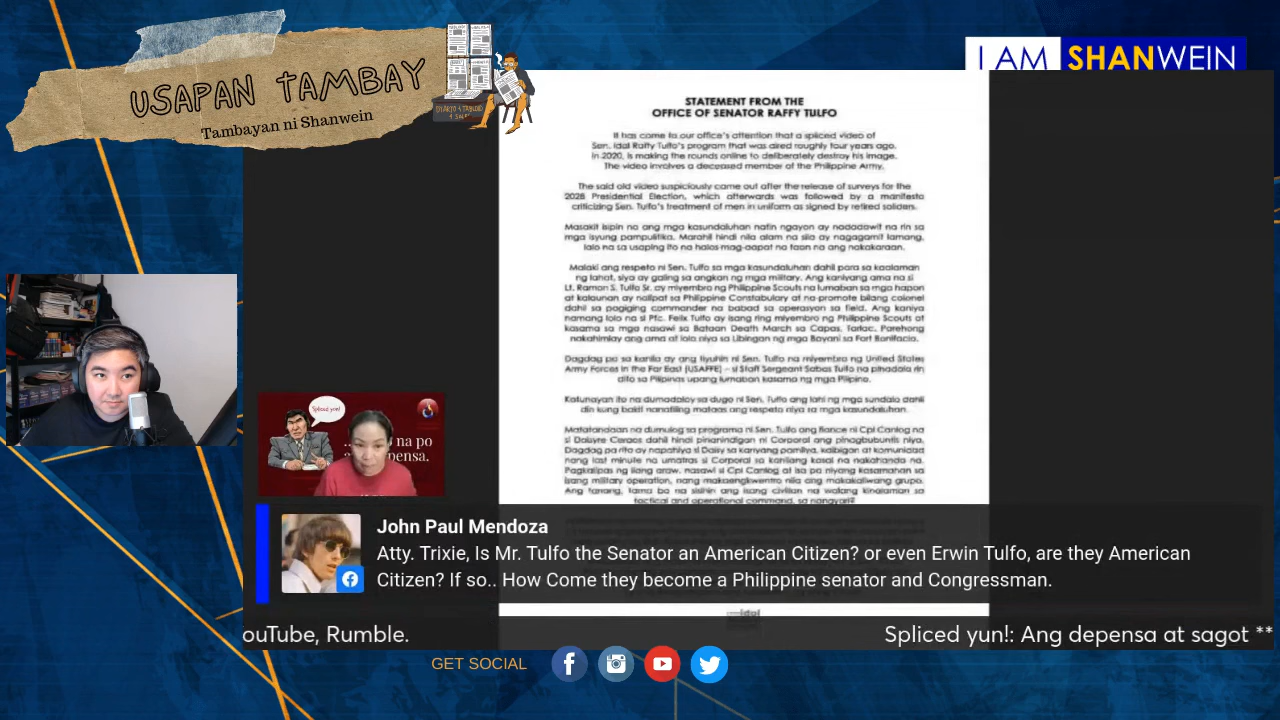 USAPAN TAMBAY
Tambayan ni Shanwein
I AM SHANWEIN
STATEMENT FROM THE
OFFICE OF SENATOR RAFFY TULFO
It has come to our office's attention that a spliced video of
Sen. Idol Raffy Tulfo's program that was aired roughly four years ago,
in 2020, is making the rounds online to deliberately destroy his image.
The video involves a deceased member of the Philippine Army.
The said old video suspiciously came out after the release of surveys for the
2028 Presidential Election, which afterwards was followed by a manifesto
criticizing Sen. Tulfo's treatment of men in uniform as signed by retired soldiers.
Masakit isipin na ang mga kasundaluhan natin ngayon ay nadadawit na rin sa
mga isyung pampulitika. Marahil hindi nila alam na sila ay nagagamit lamang,
lalo na sa usaping ito na halos mag-aapat na taon na ang nakakaraan.
Malaki ang respeto ni Sen. Tulfo sa mga kasundaluhan dahil para sa kaalaman
ng lahat, siya ay galing sa angkan ng mga military. Ang kaniyang ama na si
Lt. Ramon S. Tulfo Sr. ay miyembro ng Philippine Scouts na lumaban sa mga hapon
at kalaunan ay nalipat sa Philippine Constabulary at na-promote bilang colonel
dahil sa pagiging commander na babad sa operasyon sa field. Ang kaniya
namang lolo na si Pfc. Felix Tulfo ay isang ring miyembro ng Philippine Scouts at
kasama sa mga nasawi sa Bataan Death March sa Capas, Tarlac. Parehong
nakahimlay ang ama at lolo niya sa Libingan ng mga Bayani sa Fort Bonifacio.
Dagdag pa sa kanila ay ang tiyuhin ni Sen. Tulfo na miyembro ng United States
Army Forces in the Far East (USAFFE) – si Staff Sergeant Sabas Tulfo na pinadala rin
dito sa Pilipinas upang lumaban kasama ng mga Pilipino.
Katunayan ito na dumadaloy sa dugo ni Sen. Tulfo ang lahi ng mga sundalo dahil
din kung bakit nanatiling mataas ang respeto niya sa mga kasundaluhan.
Matatandaan na dumulog sa programa ni Sen. Tulfo ang fiance ni Cpl Cantog na
si Daisyre Ceraos dahil hindi pinanindigan ni Corporal ang pinagbubuntis niya.
Dagdag pa rito ay napahiya si Daisy sa kaniyang pamilya, kaibigan at komunidad
nang last minute na umatras si Corporal sa kanilang kasal na nakahanda na.
Pagkalipas ng ilang araw, nasawi si Cpl Cantog at isa pa niyang kasamahan sa
isang military operation, nang makaengkwentro nila ang makakaliwang grupo.
Ang tanong, tama ba na sisihin ang isang civilian na walang kinalaman sa
tactical and operational command, sa nangyari?
Spliced yun!
na po
pensa.
John Paul Mendoza
Atty. Trixie, Is Mr. Tulfo the Senator an American Citizen? or even Erwin Tulfo, are they American
Citizen? If so.. How Come they become a Philippine senator and Congressman.
idol
ouTube, Rumble. Spliced yun!: Ang depensa at sagot **
GET SOCIAL